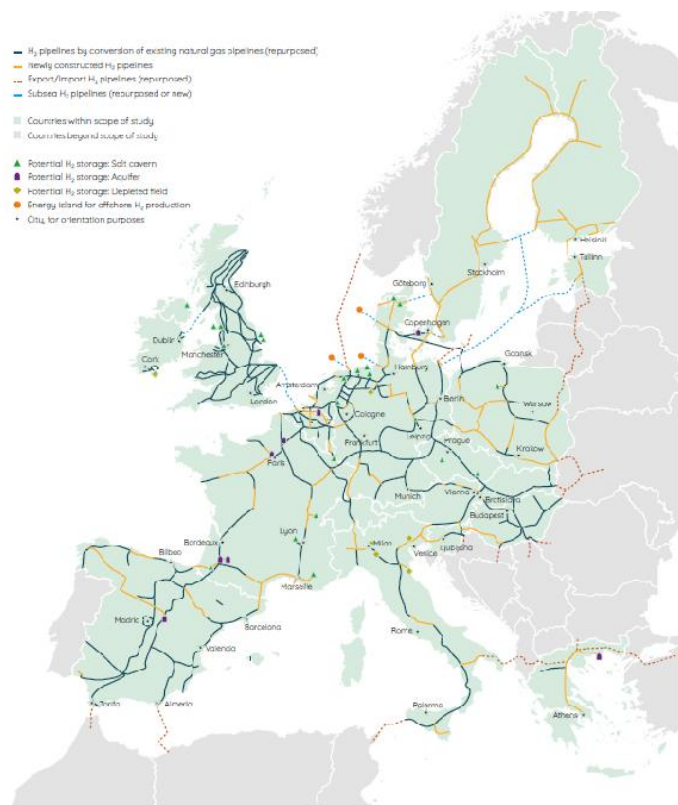 H₂ pipelines by conversion of existing natural gas pipelines (repurposed)
Newly constructed H₂ pipelines
Export/Import H₂ pipelines (repurposed)
Subsea H₂ pipelines (repurposed or new)
Countries within scope of study
Countries beyond scope of study
Potential H₂ storage: Salt cavern
Potential H₂ storage: Aquifer
Potential H₂ storage: Depleted field
Energy island for offshore H₂ production
City, for orientation purposes
Helsinki
Tallinn
Stockholm
Göteborg
Edinburgh
Copenhagen
Dublin
Manchester
Cork
Gdansk
Hamburg
Amsterdam
Berlin
Warsaw
London
Cologne
Leipzig
Frankfurt
Prague
Krakow
Paris
Munich
Vienna
Bratislava
Budapest
Lyon
Milan
Venice
Ljubljana
Bordeaux
Bilbao
Marseille
Madrid
Barcelona
Rome
Valencia
Tarifa
Almeria
Palermo
Athens